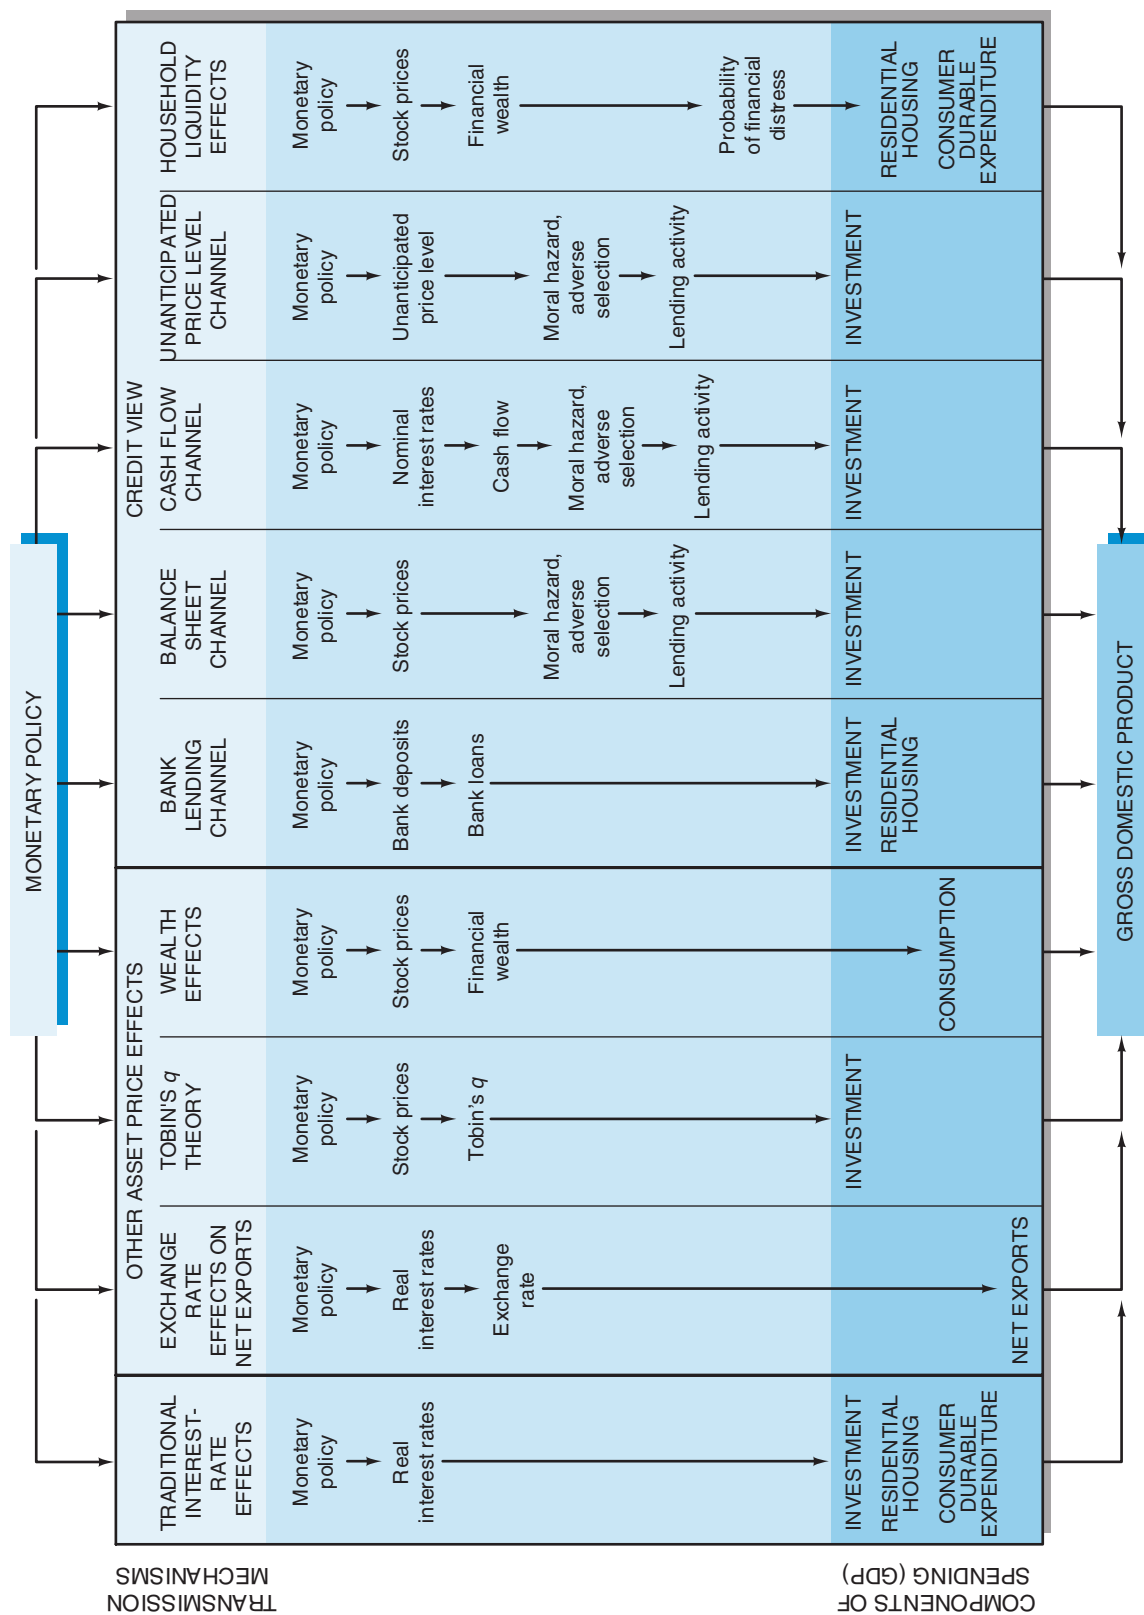 MONETARY POLICY
TRANSMISSION
MECHANISMS
TRADITIONAL
INTEREST-
RATE
EFFECTS
OTHER ASSET PRICE EFFECTS
EXCHANGE
RATE
EFFECTS ON
NET EXPORTS
TOBIN'S q
THEORY
WEALTH
EFFECTS
CREDIT VIEW
BANK
LENDING
CHANNEL
BALANCE
SHEET
CHANNEL
CASH FLOW
CHANNEL
UNANTICIPATED
PRICE LEVEL
CHANNEL
HOUSEHOLD
LIQUIDITY
EFFECTS
Monetary
policy
Real
interest rates
Monetary
policy
Real
interest rates
Exchange
rate
Monetary
policy
Stock prices
Tobin's q
Monetary
policy
Stock prices
Financial
wealth
Monetary
policy
Bank deposits
Bank loans
Monetary
policy
Stock prices
Moral hazard,
adverse
selection
Lending activity
Monetary
policy
Nominal
interest rates
Cash flow
Moral hazard,
adverse
selection
Lending activity
Monetary
policy
Unanticipated
price level
Moral hazard,
adverse
selection
Lending activity
Monetary
policy
Stock prices
Financial
wealth
Probability
of financial
distress
COMPONENTS OF
SPENDING (GDP)
INVESTMENT
RESIDENTIAL
HOUSING
CONSUMER
DURABLE
EXPENDITURE
NET EXPORTS
INVESTMENT
CONSUMPTION
INVESTMENT
RESIDENTIAL
HOUSING
INVESTMENT
INVESTMENT
INVESTMENT
RESIDENTIAL
HOUSING
CONSUMER
DURABLE
EXPENDITURE
GROSS DOMESTIC PRODUCT